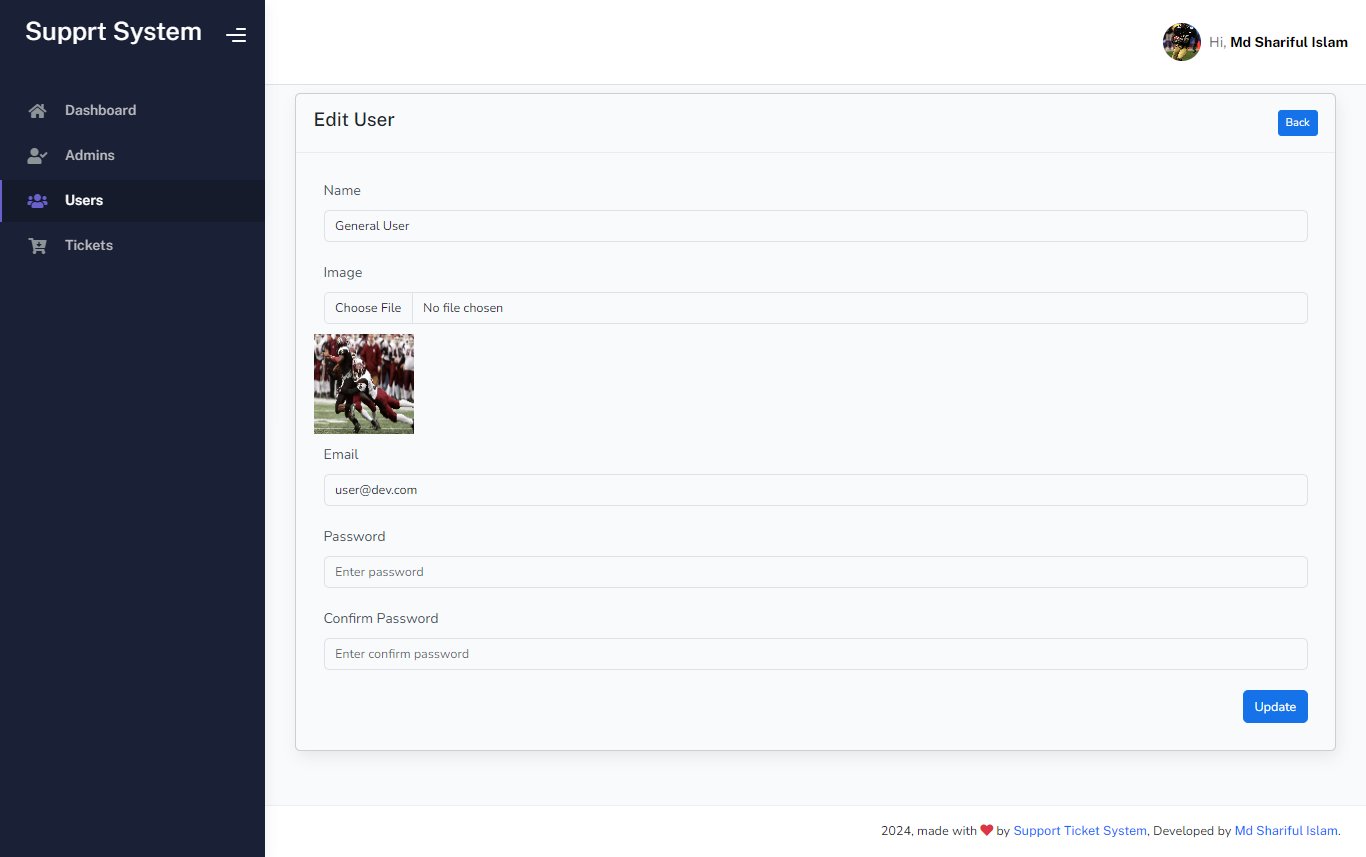 Supprt System
Hi, Md Shariful Islam
Dashboard
Admins
Users
Tickets
Edit User
Back
Name
General User
Image
Choose File No file chosen
Email
user@dev.com
Password
Enter password
Confirm Password
Enter confirm password
Update
2024, made with ❤ by Support Ticket System, Developed by Md Shariful Islam.